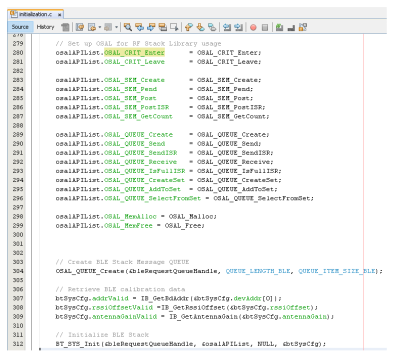 initialization.c
Source History
278
279 // Set up OSAL for RF Stack Library usage
280 osalAPIList.OSAL_CRIT_Enter = OSAL_CRIT_Enter;
281 osalAPIList.OSAL_CRIT_Leave = OSAL_CRIT_Leave;
282
283 osalAPIList.OSAL_SEM_Create = OSAL_SEM_Create;
284 osalAPIList.OSAL_SEM_Pend = OSAL_SEM_Pend;
285 osalAPIList.OSAL_SEM_Post = OSAL_SEM_Post;
286 osalAPIList.OSAL_SEM_PostISR = OSAL_SEM_PostISR;
287 osalAPIList.OSAL_SEM_GetCount = OSAL_SEM_GetCount;
288
289 osalAPIList.OSAL_QUEUE_Create = OSAL_QUEUE_Create;
290 osalAPIList.OSAL_QUEUE_Send = OSAL_QUEUE_Send;
291 osalAPIList.OSAL_QUEUE_SendISR = OSAL_QUEUE_SendISR;
292 osalAPIList.OSAL_QUEUE_Receive = OSAL_QUEUE_Receive;
293 osalAPIList.OSAL_QUEUE_IsFullISR = OSAL_QUEUE_IsFullISR;
294 osalAPIList.OSAL_QUEUE_CreateSet = OSAL_QUEUE_CreateSet;
295 osalAPIList.OSAL_QUEUE_AddToSet = OSAL_QUEUE_AddToSet;
296 osalAPIList.OSAL_QUEUE_SelectFromSet = OSAL_QUEUE_SelectFromSet;
297
298 osalAPIList.OSAL_MemAlloc = OSAL_Malloc;
299 osalAPIList.OSAL_MemFree = OSAL_Free;
300
301
302
303 // Create BLE Stack Message QUEUE
304 OSAL_QUEUE_Create(&bleRequestQueueHandle, QUEUE_LENGTH_BLE, QUEUE_ITEM_SIZE_BLE);
305
306 // Retrieve BLE calibration data
307 btSysCfg.addrValid = IB_GetBdAddr(&btSysCfg.devAddr[0]);
308 btSysCfg.rssiOffsetValid =IB_GetRssiOffset(&btSysCfg.rssiOffset);
309 btSysCfg.antennaGainValid = IB_GetAntennaGain(&btSysCfg.antennaGain);
310
311 // Initialize BLE Stack
312 BT_SYS_Init(&bleRequestQueueHandle, &osalAPIList, NULL, &btSysCfg);